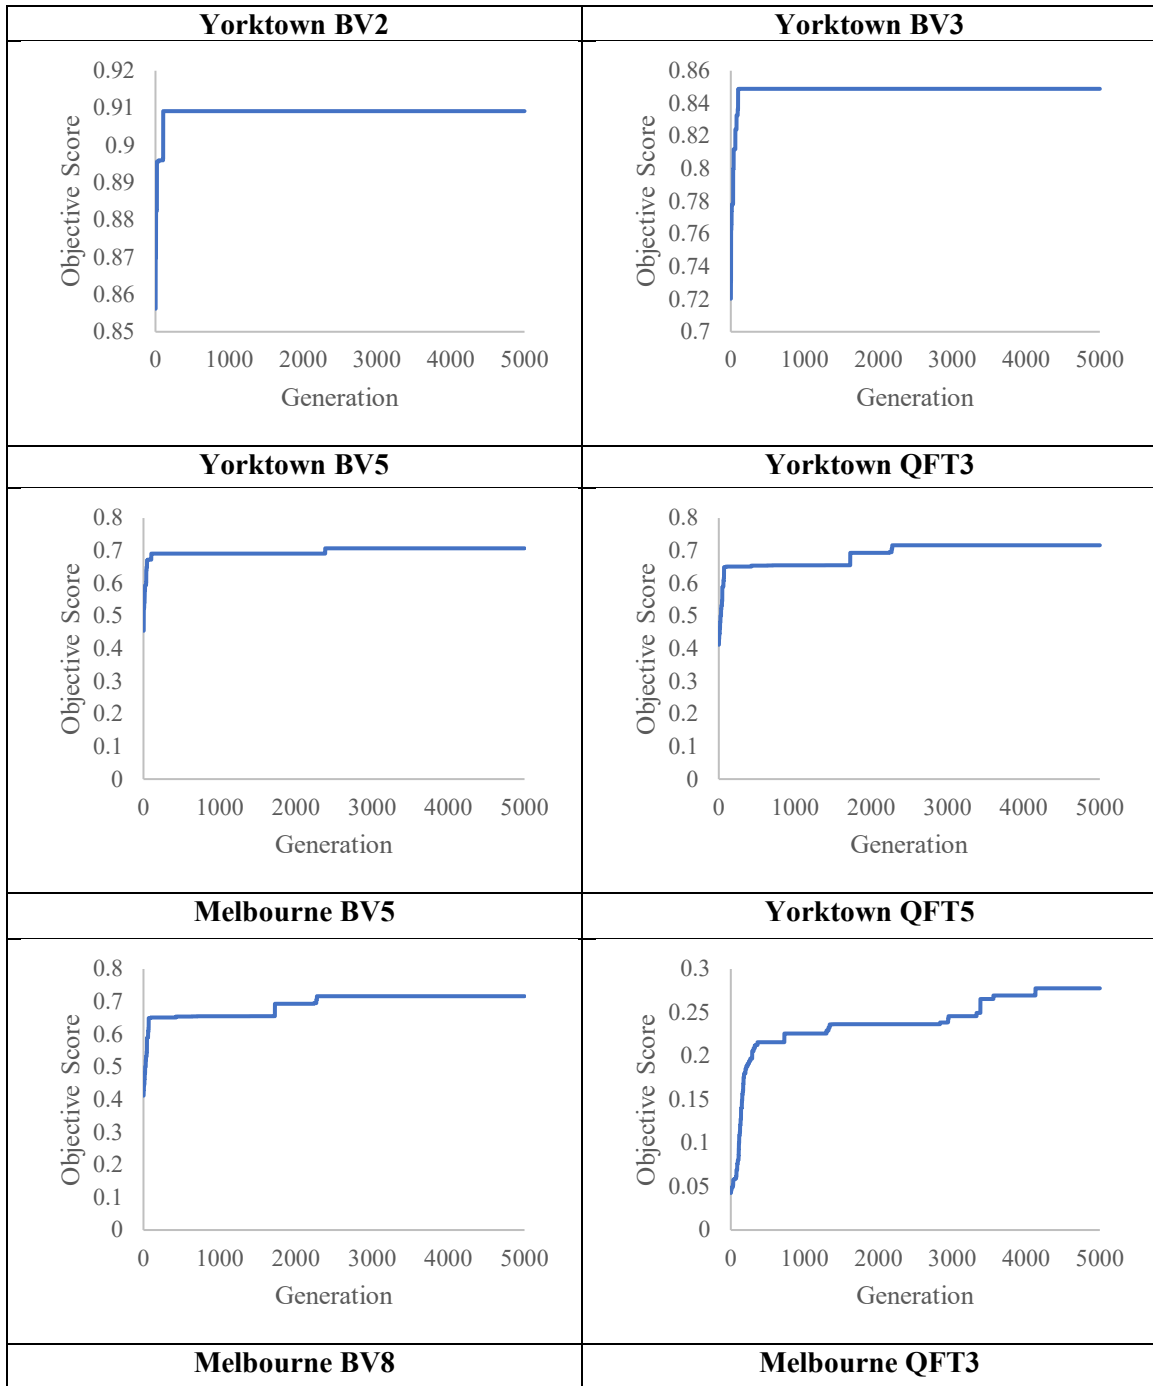 Yorktown BV2
Yorktown BV3
0.92
0.91
0.9
0.89
0.88
0.87
0.86
0.85
Objective Score
0 1000 2000 3000 4000 5000
Generation
0.86
0.84
0.82
0.8
0.78
0.76
0.74
0.72
0.7
Objective Score
0 1000 2000 3000 4000 5000
Generation
Yorktown BV5
Yorktown QFT3
0.8
0.7
0.6
0.5
0.4
0.3
0.2
0.1
0
Objective Score
0 1000 2000 3000 4000 5000
Generation
0.8
0.7
0.6
0.5
0.4
0.3
0.2
0.1
0
Objective Score
0 1000 2000 3000 4000 5000
Generation
Melbourne BV5
Yorktown QFT5
0.8
0.7
0.6
0.5
0.4
0.3
0.2
0.1
0
Objective Score
0 1000 2000 3000 4000 5000
Generation
0.3
0.25
0.2
0.15
0.1
0.05
0
Objective Score
0 1000 2000 3000 4000 5000
Generation
Melbourne BV8
Melbourne QFT3